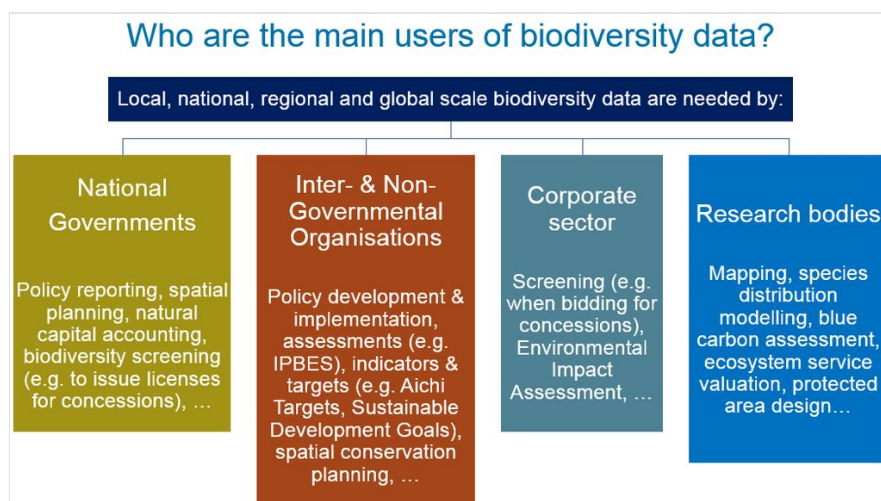 Who are the main users of biodiversity data?
Local, national, regional and global scale biodiversity data are needed by:
National
Governments
Policy reporting, spatial
planning, natural
capital accounting,
biodiversity screening
(e.g. to issue licenses
for concessions), …
Inter- & Non-
Governmental
Organisations
Policy development &
implementation,
assessments (e.g.
IPBES), indicators &
targets (e.g. Aichi
Targets, Sustainable
Development Goals),
spatial conservation
planning, …
Corporate
sector
Screening (e.g.
when bidding for
concessions),
Environmental
Impact
Assessment, …
Research bodies
Mapping, species
distribution
modelling, blue
carbon assessment,
ecosystem service
valuation, protected
area design…